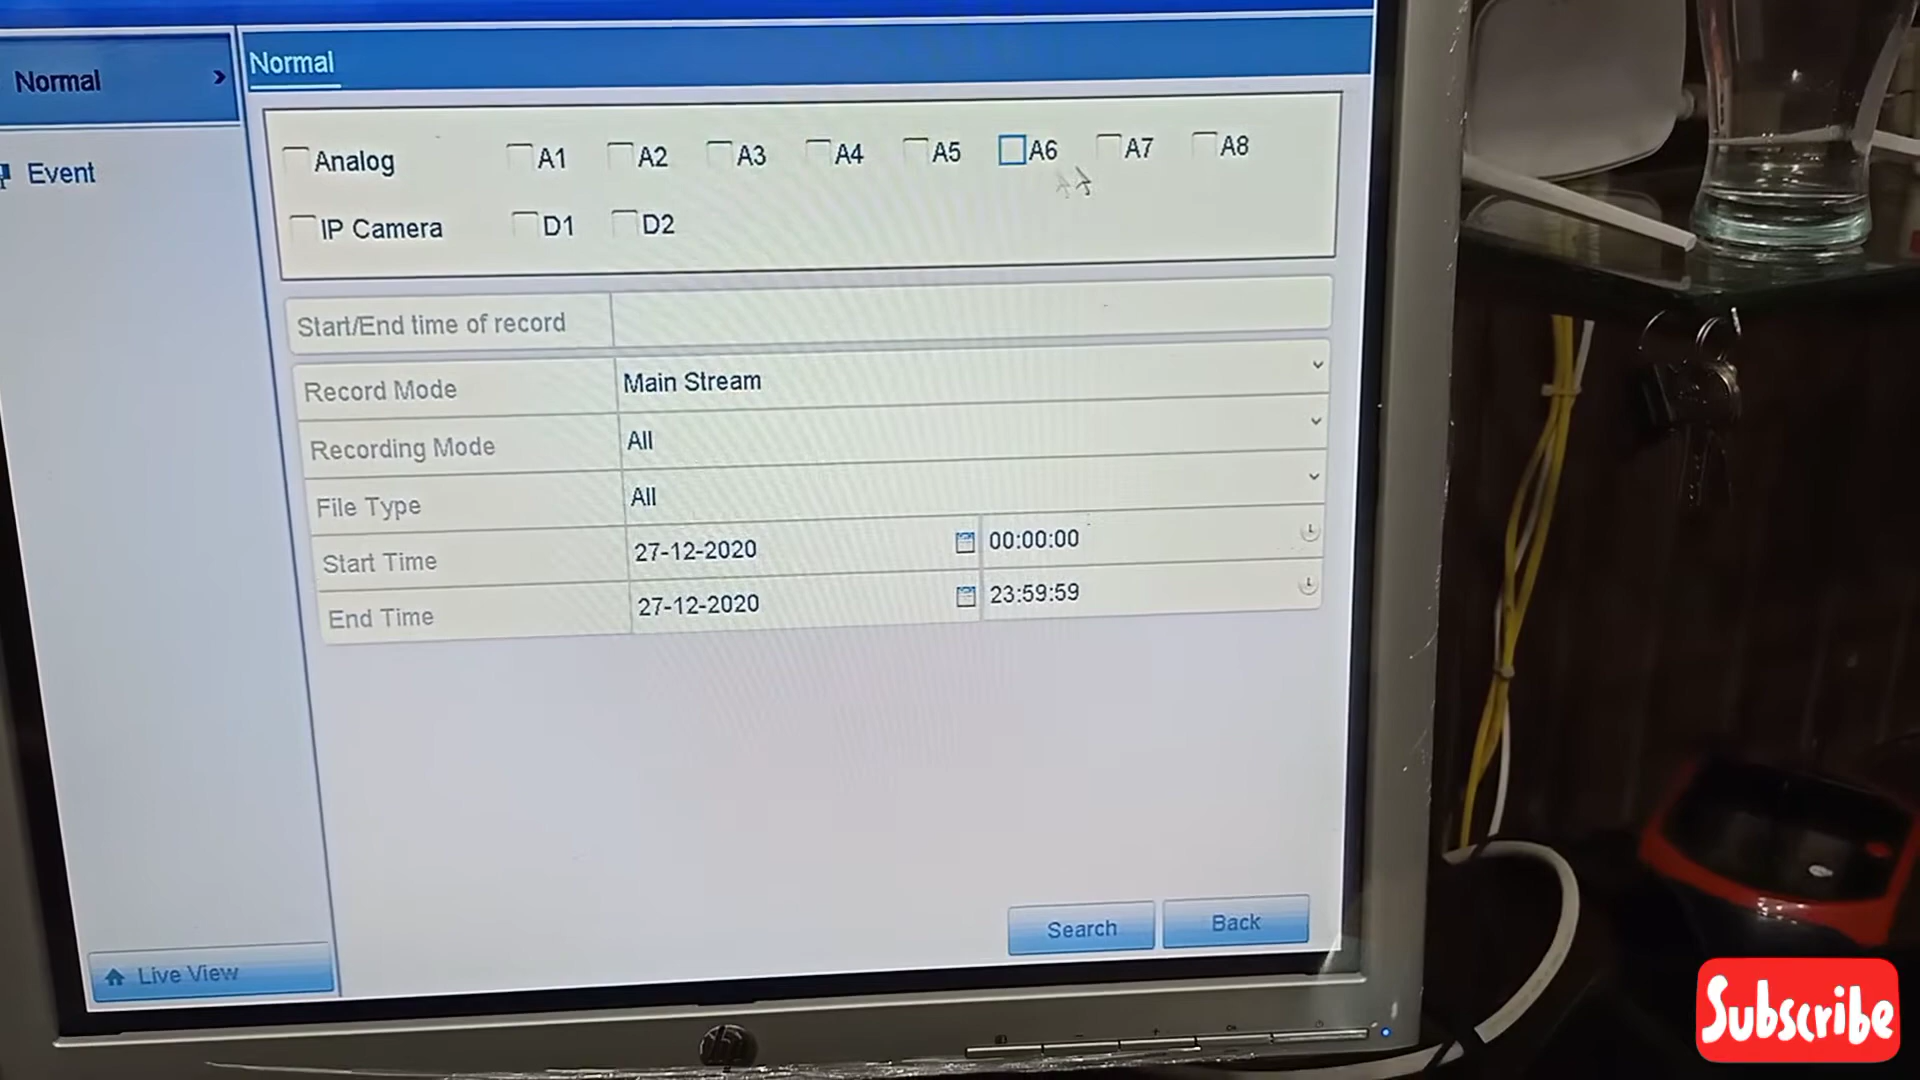 Normal
Normal
Event
Analog A1 A2 A3 A4 A5 A6 A7 A8
IP Camera D1 D2
Start/End time of record
Record Mode Main Stream
Recording Mode All
File Type All
Start Time 27-12-2020 00:00:00
End Time 27-12-2020 23:59:59
Search Back
Live View
hp
Subscribe